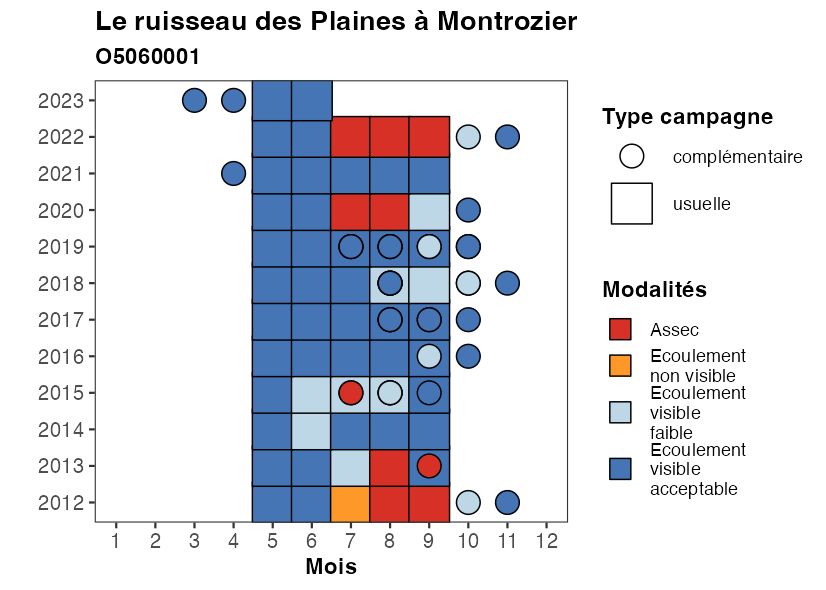 Le ruisseau des Plaines à Montrozier
O5060001
2023
2022
2021
2020
2019
2018
2017
2016
2015
2014
2013
2012
1 2 3 4 5 6 7 8 9 10 11 12
Mois
Type campagne
complémentaire
usuelle
Modalités
Assec
Ecoulement
non visible
Ecoulement
visible
faible
Ecoulement
visible
acceptable